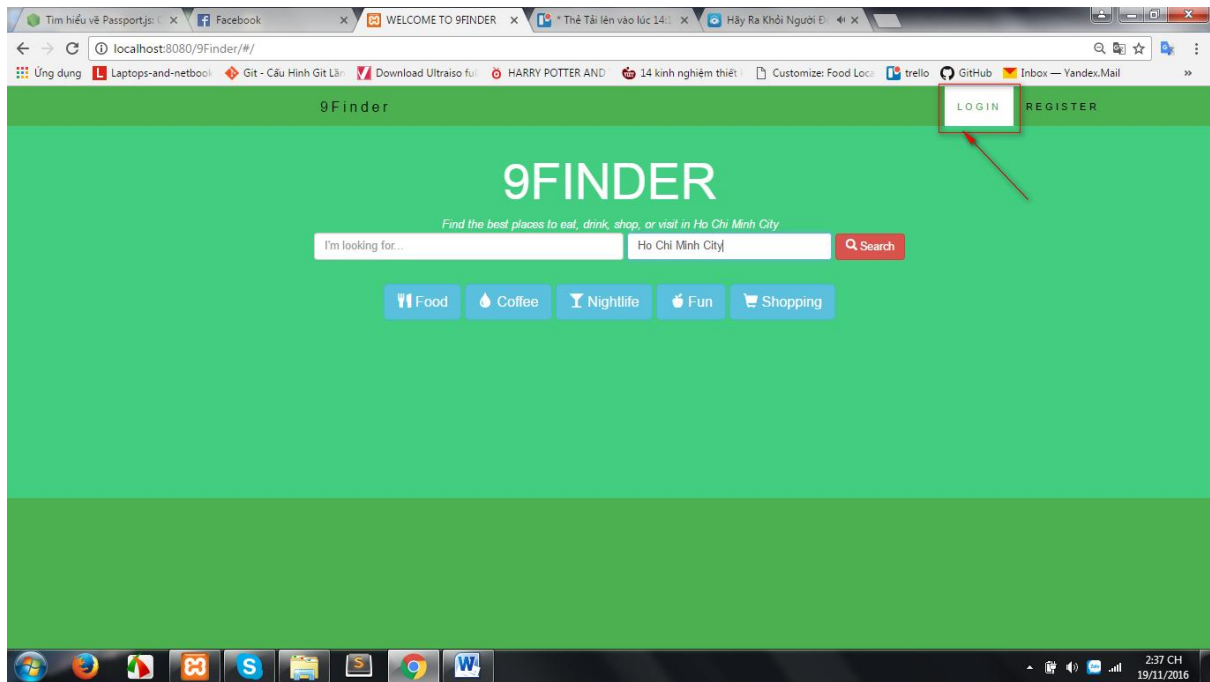 Tìm hiểu về Passport.js:
Facebook
WELCOME TO 9FINDER
* Thẻ Tải lên vào lúc 14:
Hãy Ra Khỏi Người Đ
localhost:8080/9Finder/#/
Ứng dụng
Laptops-and-netbook
Git - Cấu Hình Git Lần
Download Ultraiso ful
HARRY POTTER AND
14 kinh nghiệm thiết
Customize: Food Loca
trello
GitHub
Inbox — Yandex.Mail
»
9Finder
LOGIN
REGISTER
9FINDER
Find the best places to eat, drink, shop, or visit in Ho Chi Minh City
I'm looking for...
Ho Chi Minh City
Search
Food
Coffee
Nightlife
Fun
Shopping
2:37 CH
19/11/2016